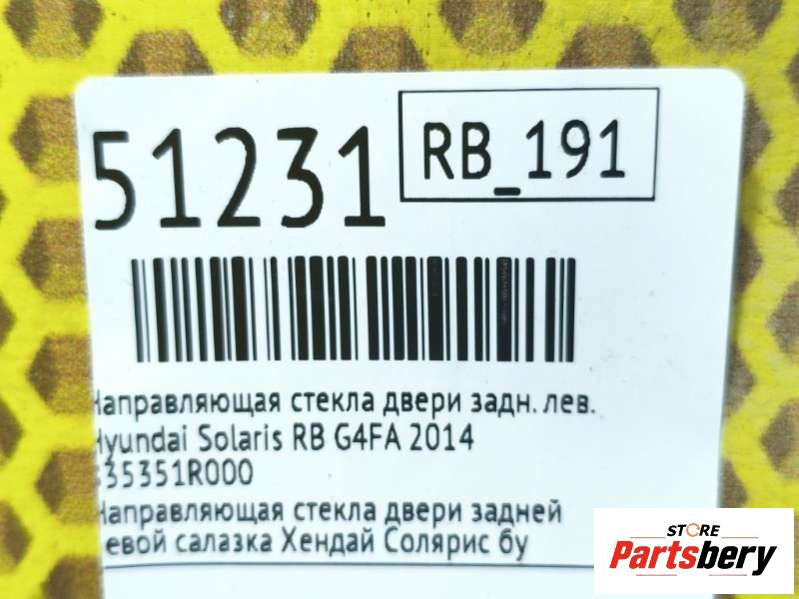 51231
RB_191
Направляющая стекла двери задн. лев.
Hyundai Solaris RB G4FA 2014
835351R000
Направляющая стекла двери задней
левой салазка Хендай Солярис бу
STORE
Partsbery